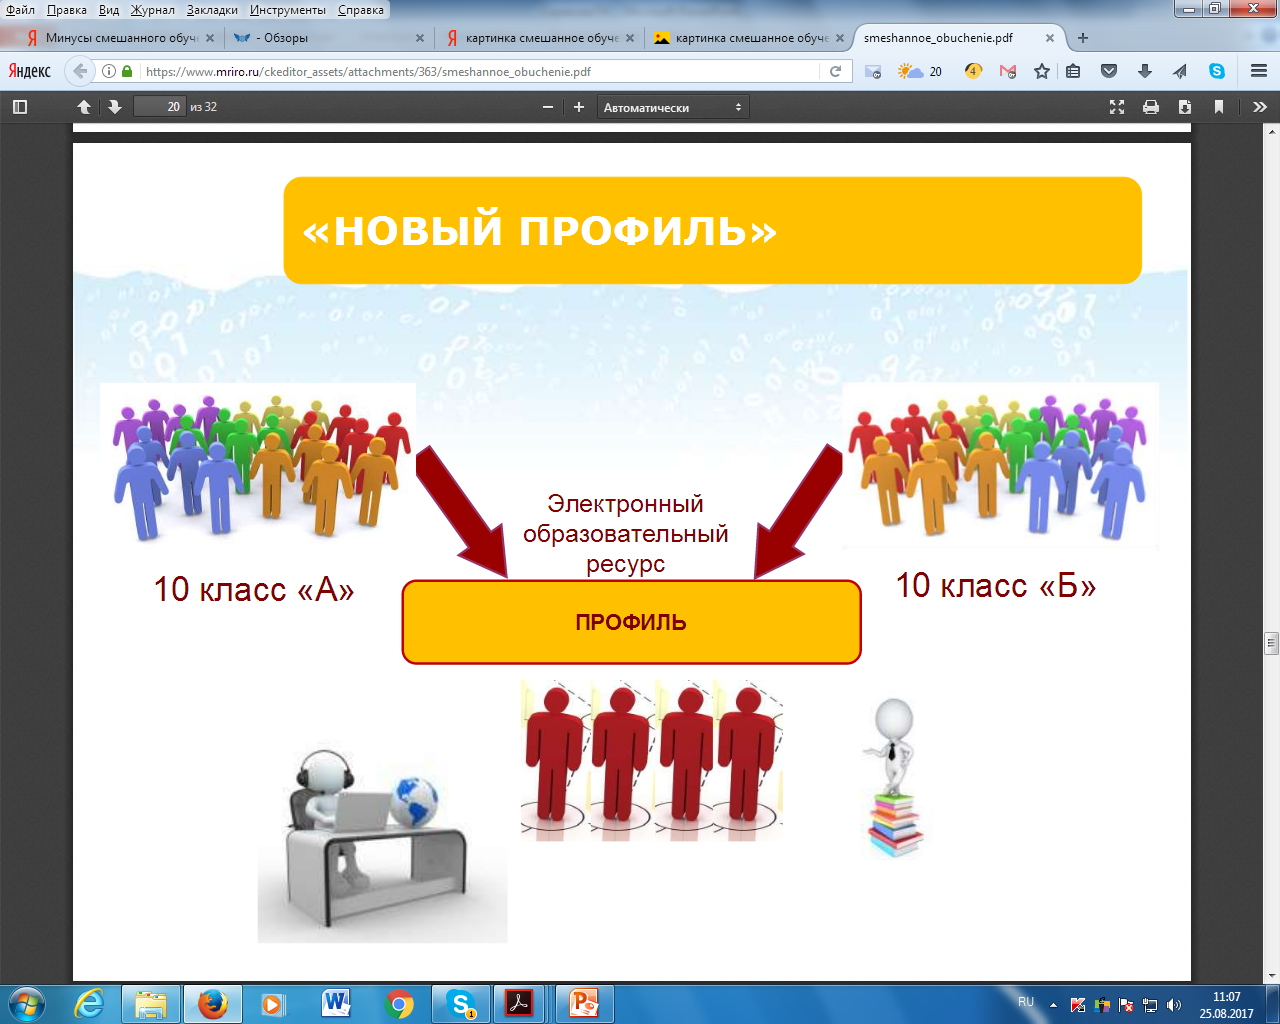 Файл Правка Вид Журнал Закладки Инструменты Справка
Минусы смешанного обуч
- Обзоры
картинка смешанное обуче
картинка смешанное обуче
smeshannoe_obuchenie.pdf
Яндекс
https://www.mriro.ru/ckeditor_assets/attachments/363/smeshannoe_obuchenie.pdf
20
4
20 из 32
Автоматически
«НОВЫЙ ПРОФИЛЬ»
Электронный
образовательный
ресурс
10 класс «А»
10 класс «Б»
ПРОФИЛЬ
RU
11:07
25.08.2017